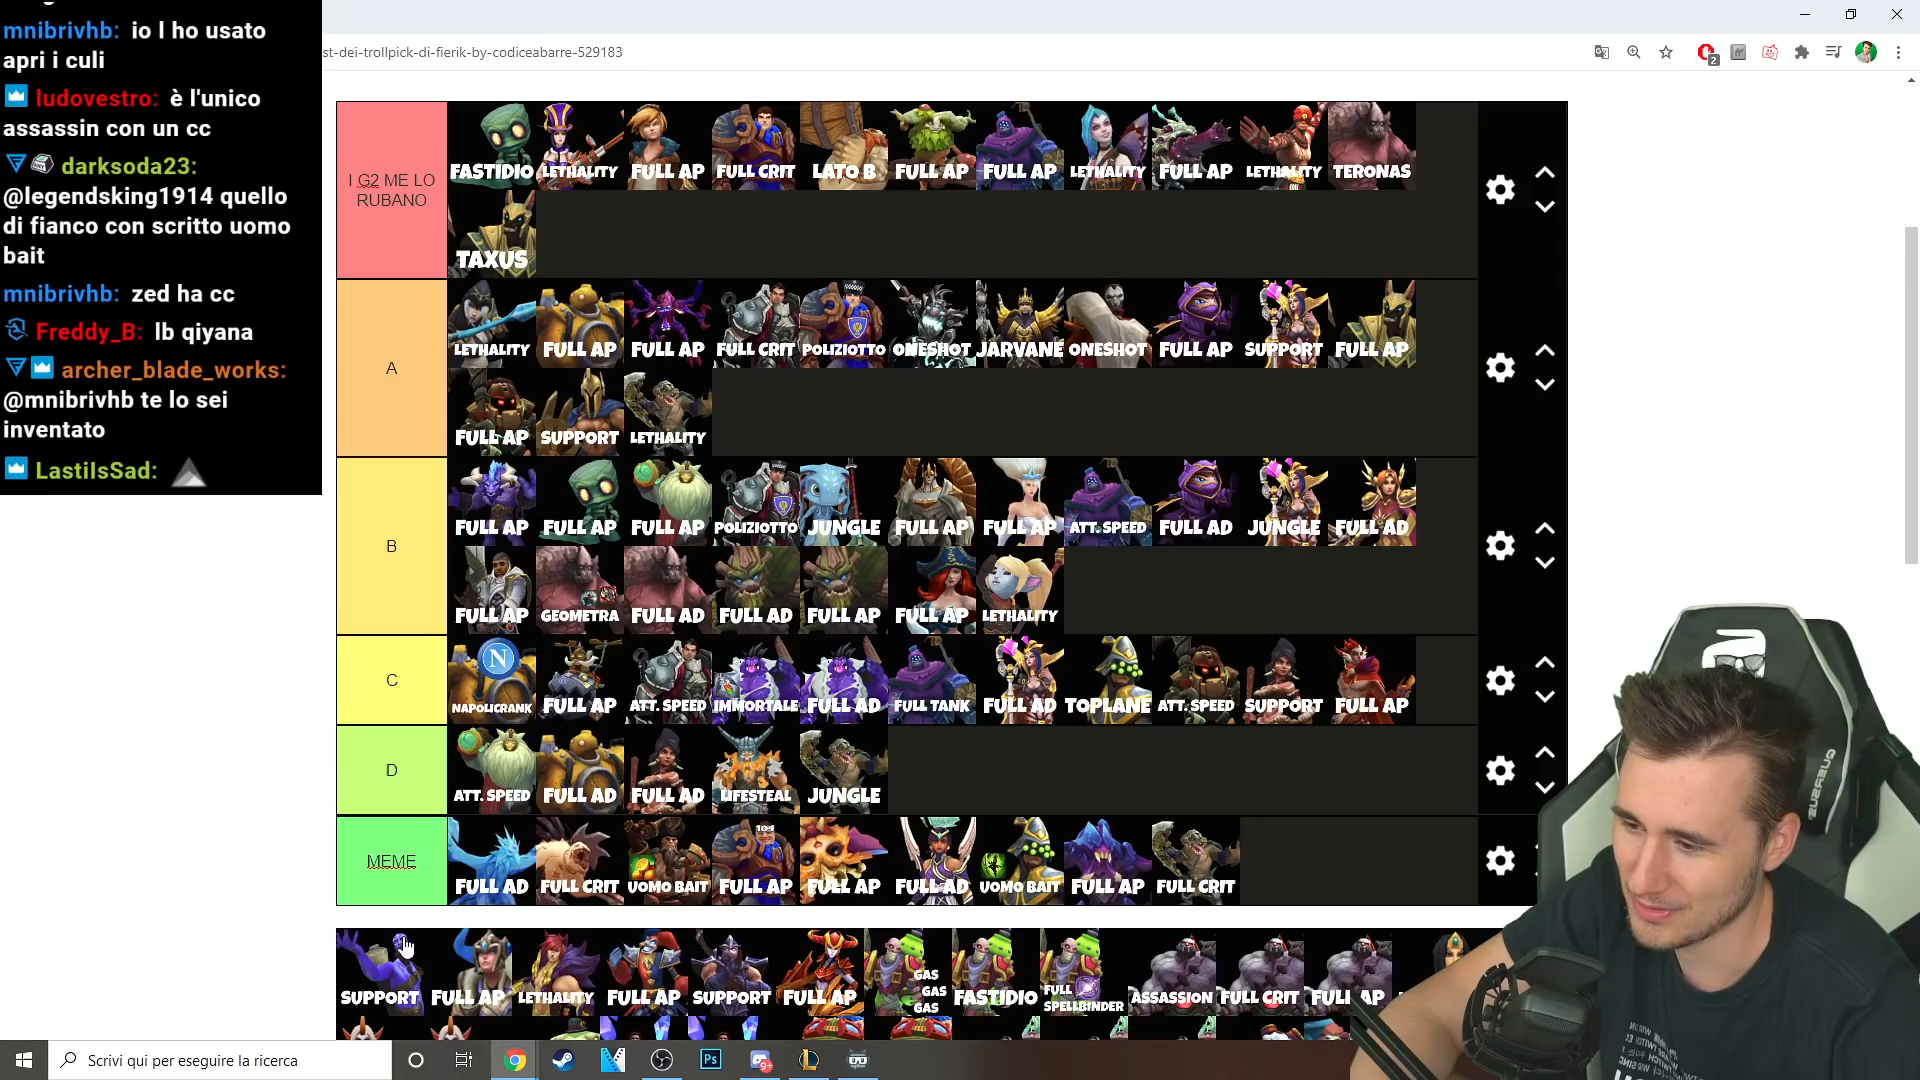 mnibrivhb: io l ho usato
apri i culi
ludovestro: è l'unico
assassin con un cc
darksoda23:
@legendsking1914 quello
di fianco con scritto uomo
bait
mnibrivhb: zed ha cc
Freddy_B: lb qiyana
archer_blade_works:
@mnibrivhb te lo sei
inventato
LastiIsSad:
st-dei-trollpick-di-fierik-by-codiceabarre-529183
2
I G2 ME LO
RUBANO
FASTIDIO LETHALITY FULL AP FULL CRIT LATO B FULL AP FULL AP LETHALITY FULL AP LETHALITY TERONAS
TAXUS
A
LETHALITY FULL AP FULL AP FULL CRIT POLIZIOTTO ONESHOT JARVANE ONESHOT FULL AP SUPPORT FULL AP
FULL AP SUPPORT LETHALITY
B
FULL AP FULL AP FULL AP POLIZIOTTO JUNGLE FULL AP FULL AP ATT. SPEED FULL AD JUNGLE FULL AD
FULL AP GEOMETRA FULL AD FULL AD FULL AP FULL AP LETHALITY
C
N
NAPOLICRANK FULL AP ATT. SPEED IMMORTALE FULL AD FULL TANK FULL AD TOPLANE ATT. SPEED SUPPORT FULL AP
D
ATT. SPEED FULL AD FULL AD LIFESTEAL JUNGLE
MEME
104
FULL AD FULL CRIT UOMO BAIT FULL AP FULL AP FULL AD UOMO BAIT FULL AP FULL CRIT
SUPPORT FULL AP LETHALITY FULL AP SUPPORT FULL AP GAS GAS GAS FASTIDIO FULL SPELLBINDER ASSASSION FULL CRIT FULL AP
QUERSUS
Scrivi qui per eseguire la ricerca
Ps
9+